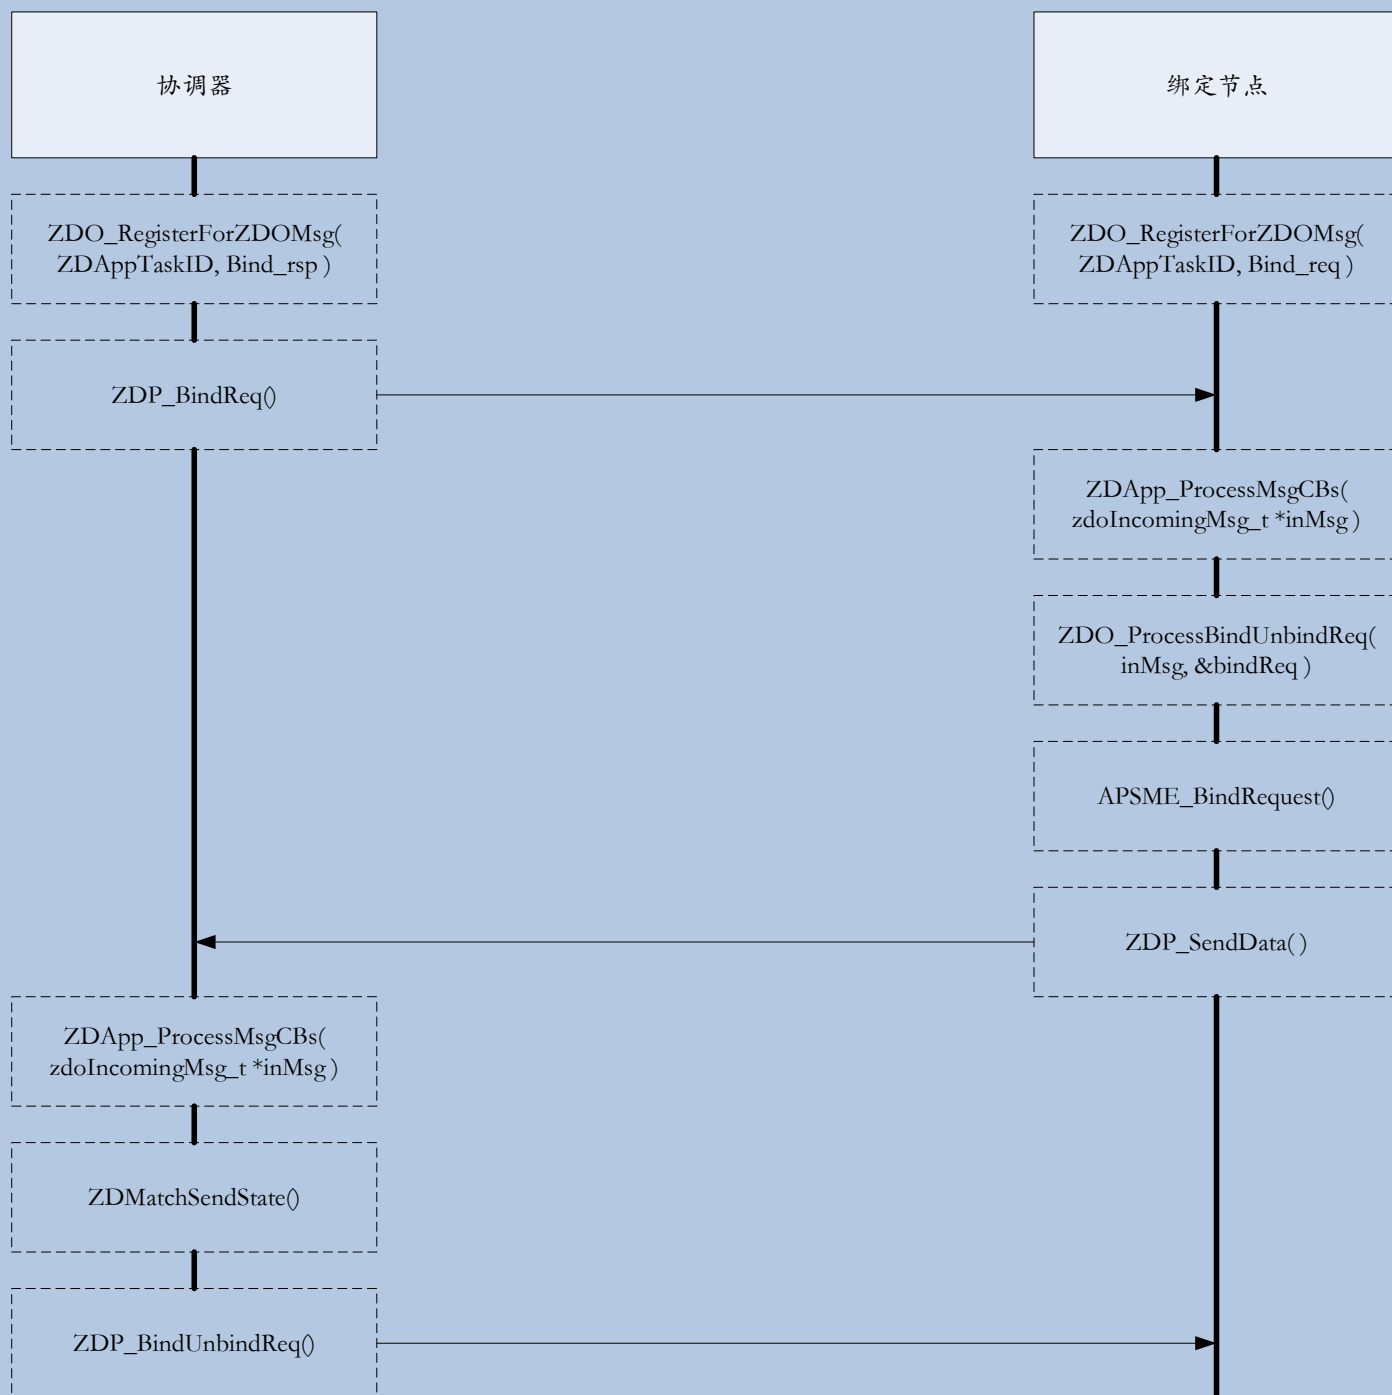 协调器
绑定节点
ZDO_RegisterForZDOMsg(
ZDAppTaskID, Bind_rsp )
ZDO_RegisterForZDOMsg(
ZDAppTaskID, Bind_req )
ZDP_BindReq()
ZDApp_ProcessMsgCBs(
zdoIncomingMsg_t *inMsg )
ZDO_ProcessBindUnbindReq(
inMsg, &bindReq )
APSME_BindRequest()
ZDP_SendData( )
ZDApp_ProcessMsgCBs(
zdoIncomingMsg_t *inMsg )
ZDMatchSendState()
ZDP_BindUnbindReq()